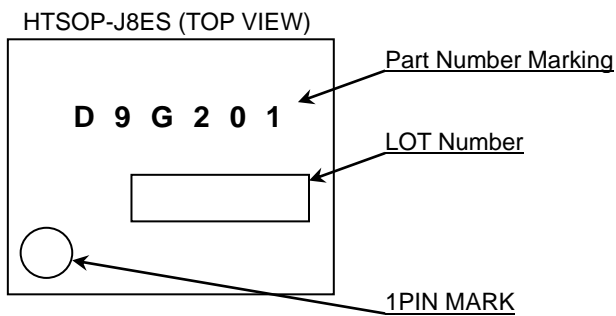 HTSOP-J8ES (TOP VIEW)
Part Number Marking
D 9 G 2 0 1
LOT Number
1PIN MARK